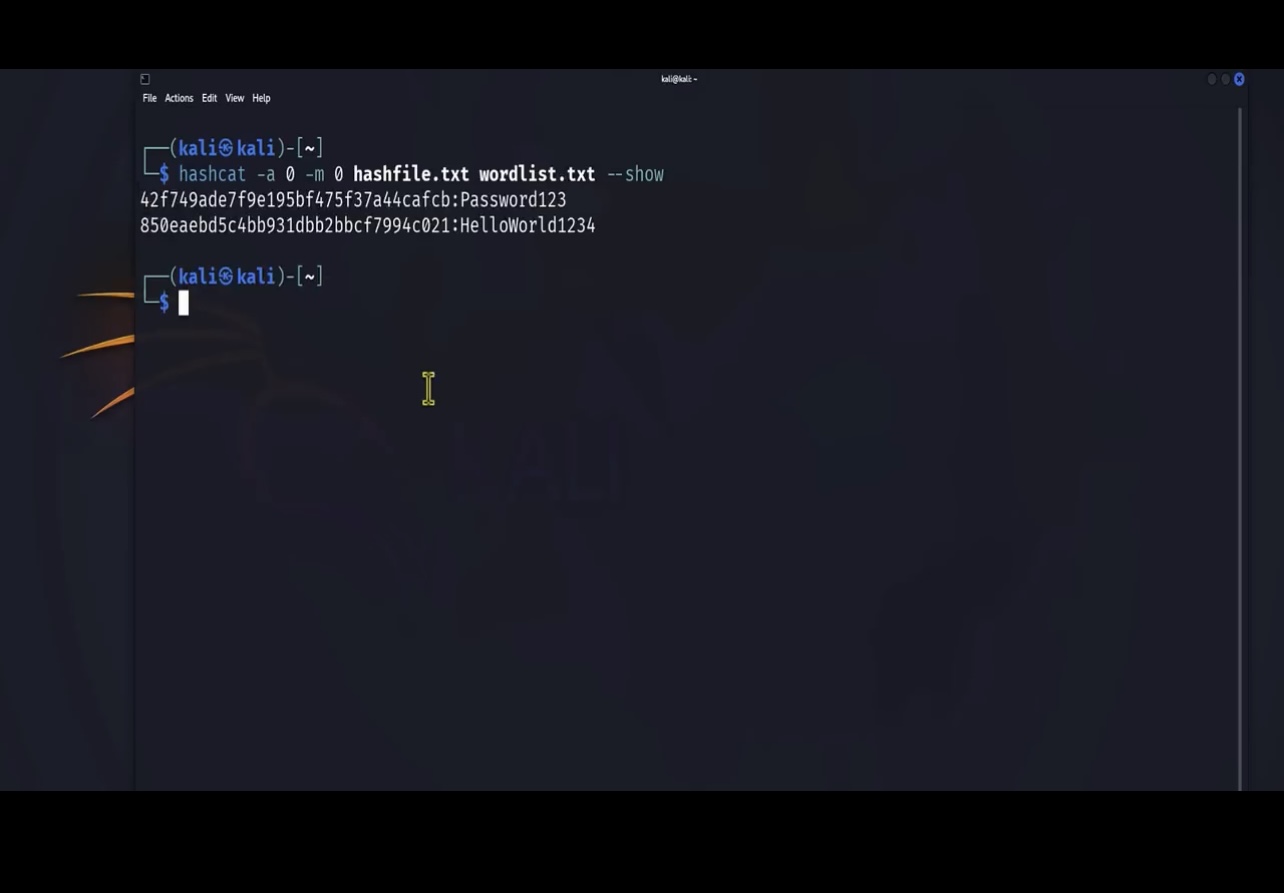 kali@kali: ~
File Actions Edit View Help
┌──(kali㉿kali)-[~]
└─$ hashcat -a 0 -m 0 hashfile.txt wordlist.txt --show
42f749ade7f9e195bf475f37a44cafcb:Password123
850eaebd5c4bb931dbb2bbcf7994c021:HelloWorld1234
┌──(kali㉿kali)-[~]
└─$
KALI